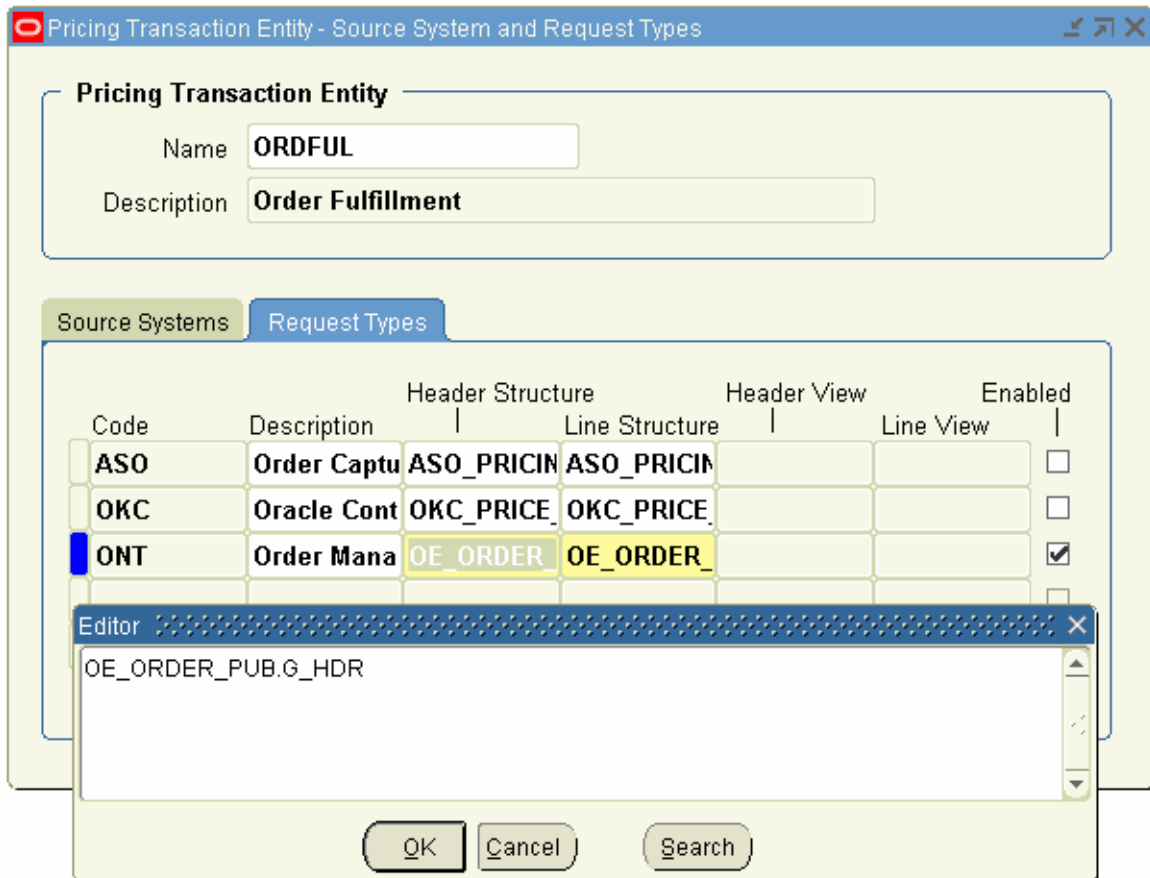 Pricing Transaction Entity - Source System and Request Types
Pricing Transaction Entity
Name ORDFUL
Description Order Fulfillment
Source Systems Request Types
Header Structure Header View Enabled
Code Description Line Structure Line View
ASO Order Captu ASO_PRICIN ASO_PRICIN
OKC Oracle Cont OKC_PRICE_ OKC_PRICE_
ONT Order Mana OE_ORDER_ OE_ORDER_
Editor
OE_ORDER_PUB.G_HDR
OK Cancel Search